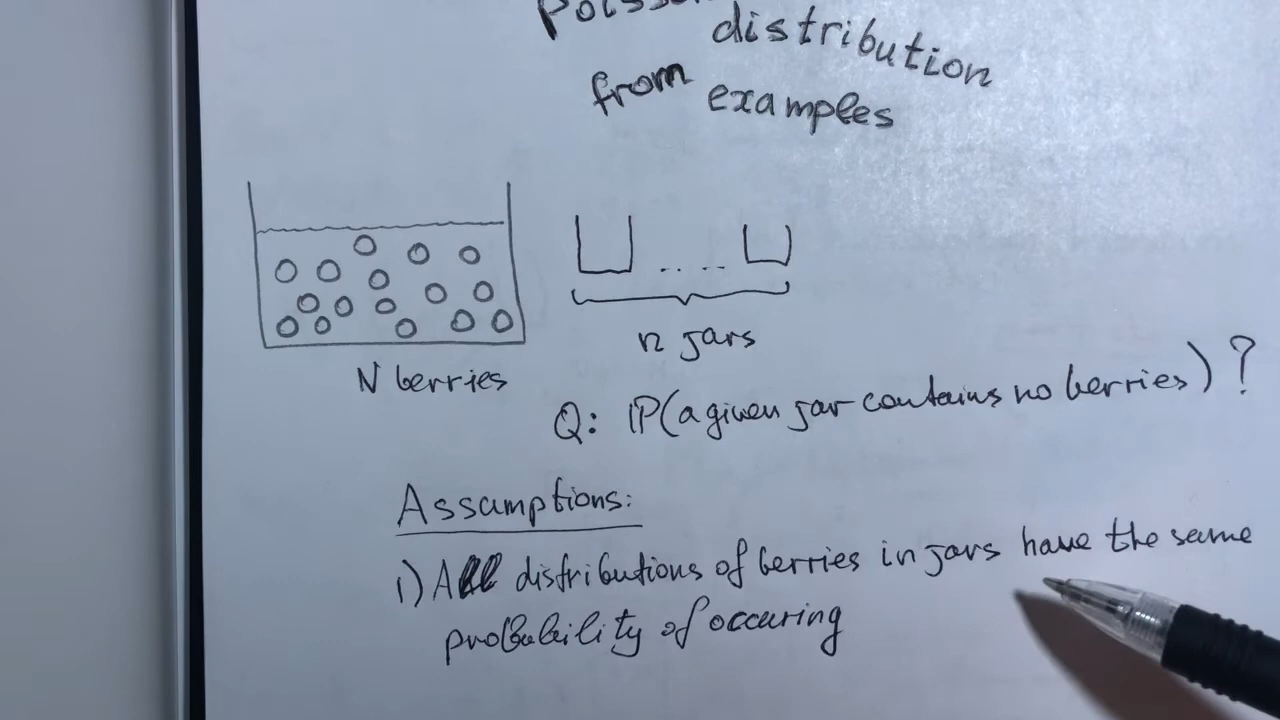 distribution
from examples
N berries
n jars
Q: IP(a given jar contains no berries)?
Assumptions:
1) All distributions of berries in jars have the same
probability of occuring